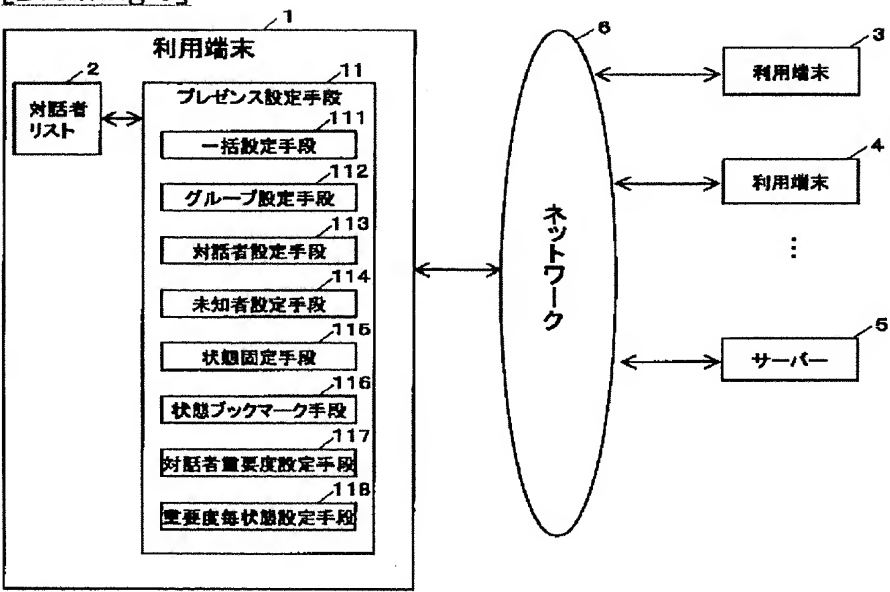 1
利用端末
2
対話者
リスト
11
プレゼンス設定手段
111
一括設定手段
112
グループ設定手段
113
対話者設定手段
114
未知者設定手段
115
状態固定手段
116
状態ブックマーク手段
117
対話者重要度設定手段
118
重要度毎状態設定手段
6
ネットワーク
3
利用端末
4
利用端末
⋮
5
サーバー